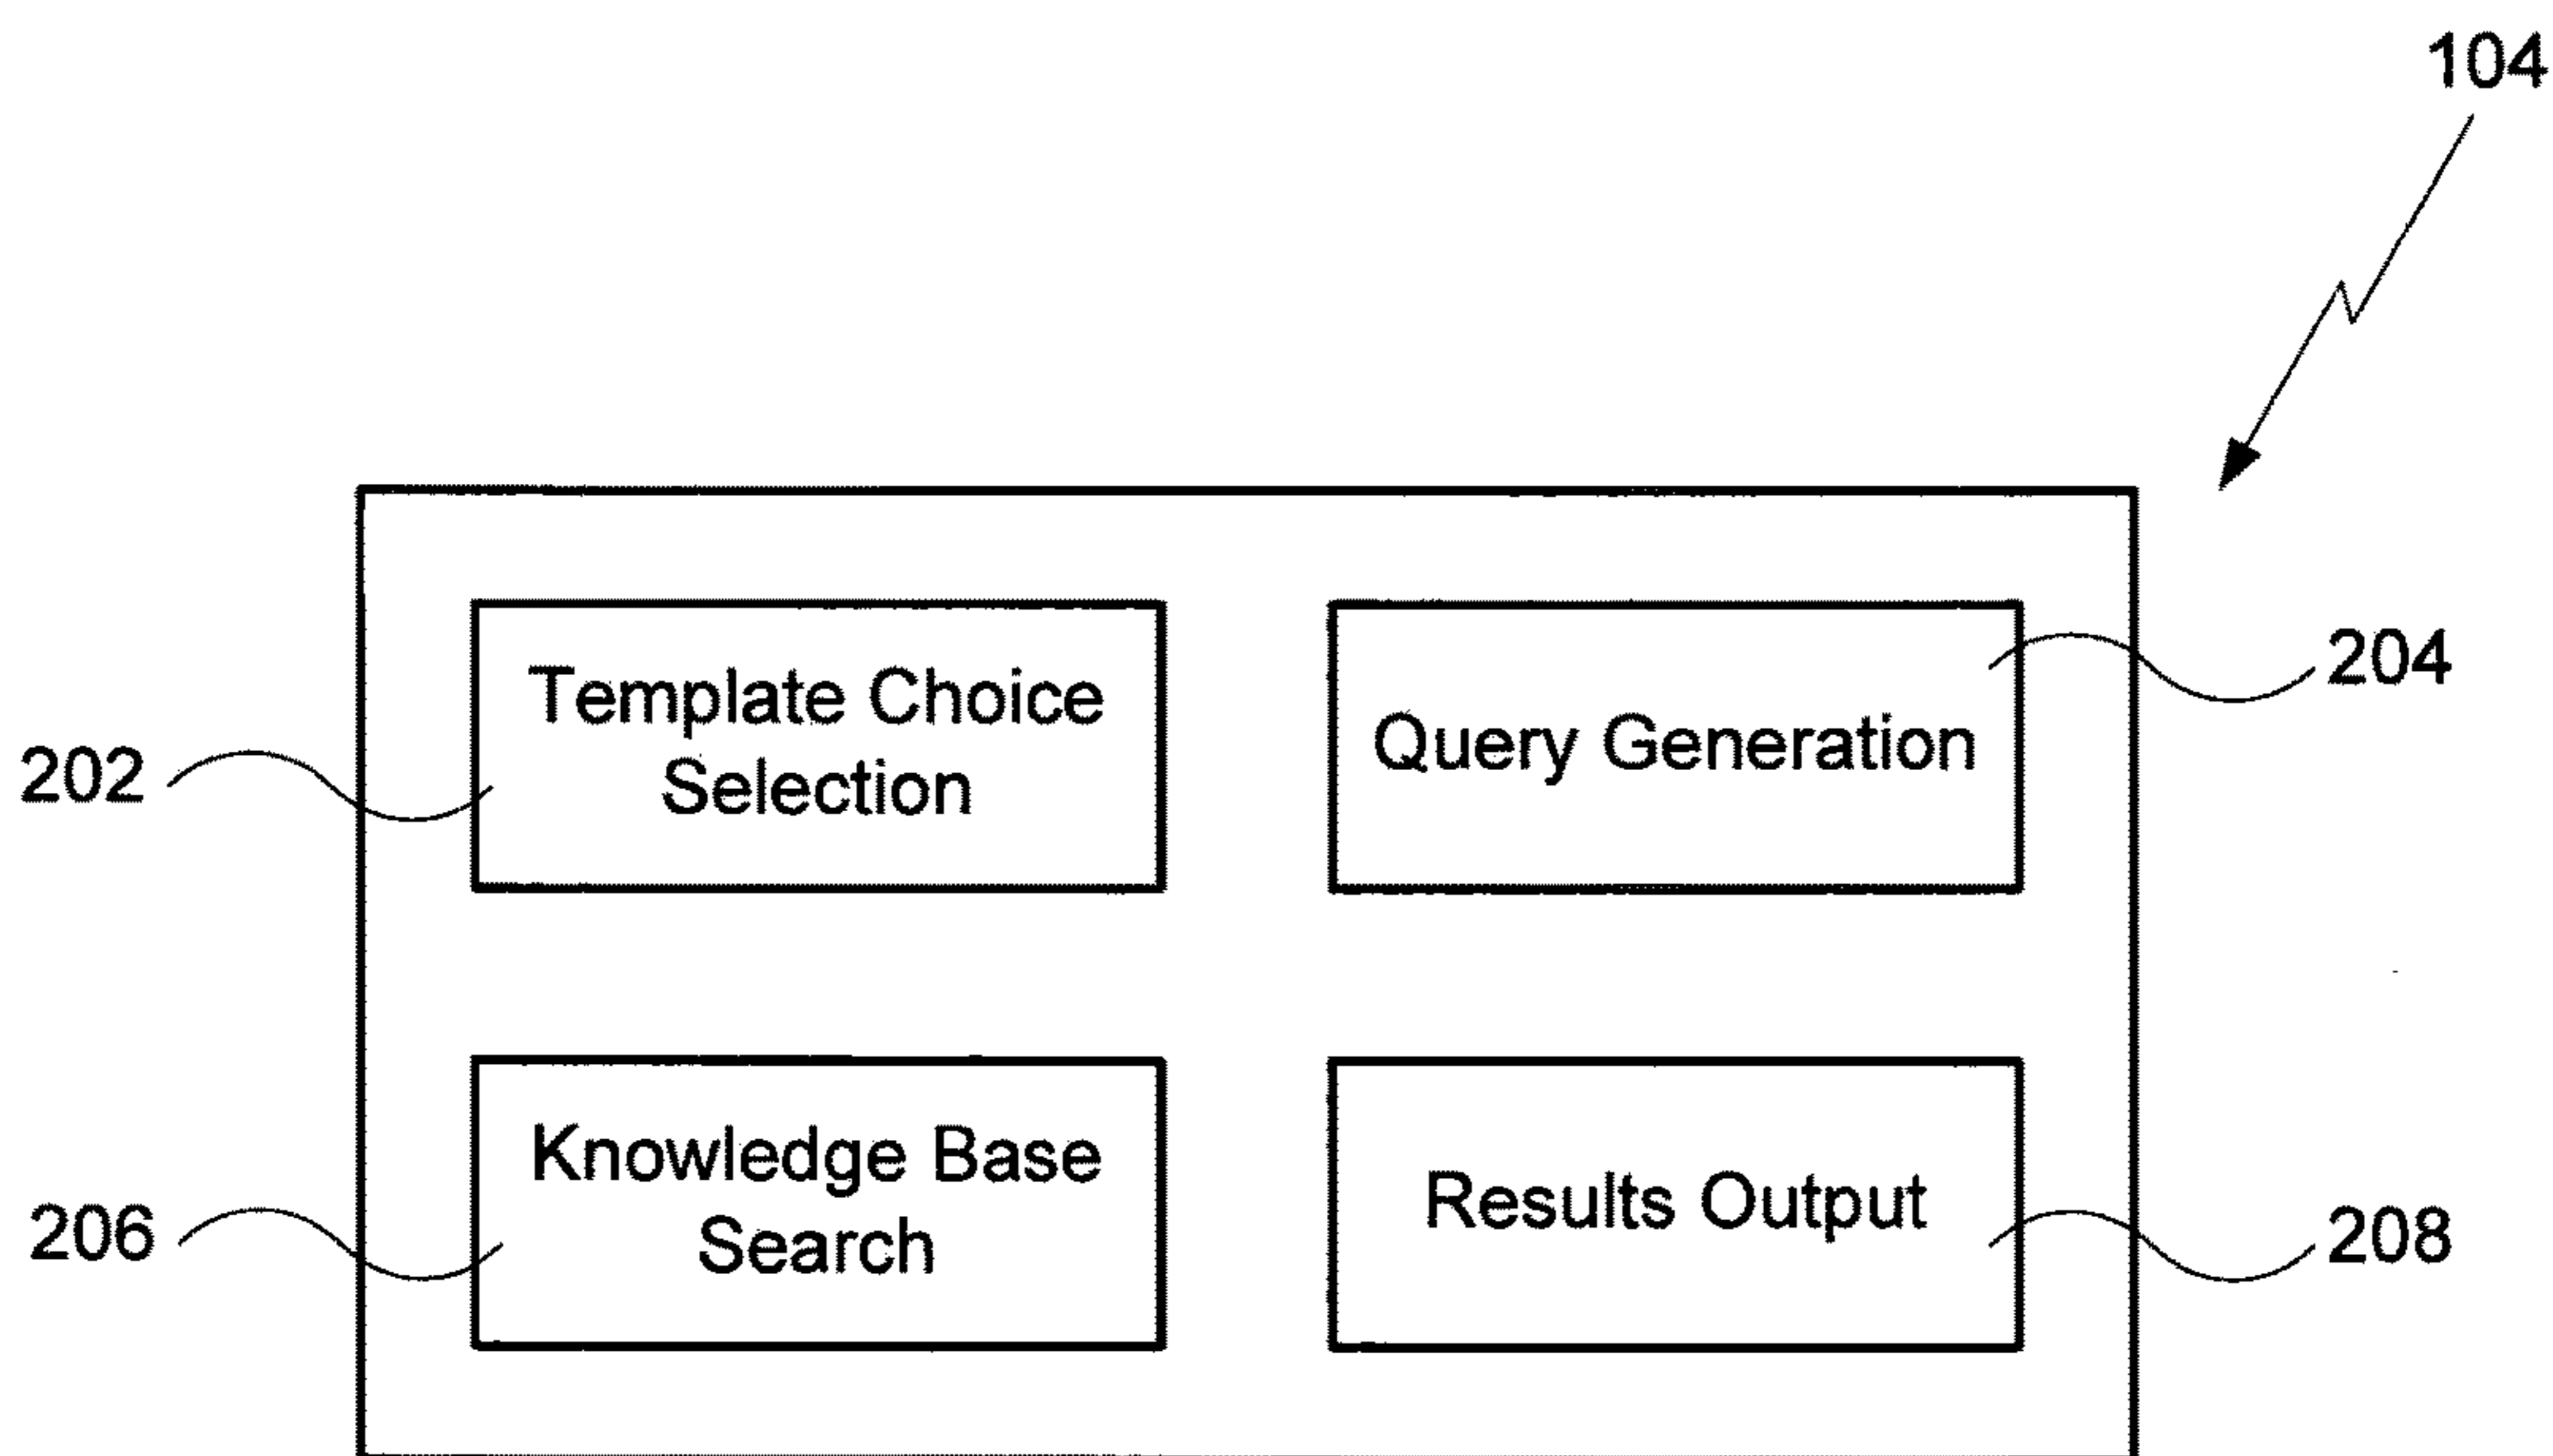 104
Template Choice
Selection
Query Generation
204
202
Knowledge Base
Search
Results Output
206
208